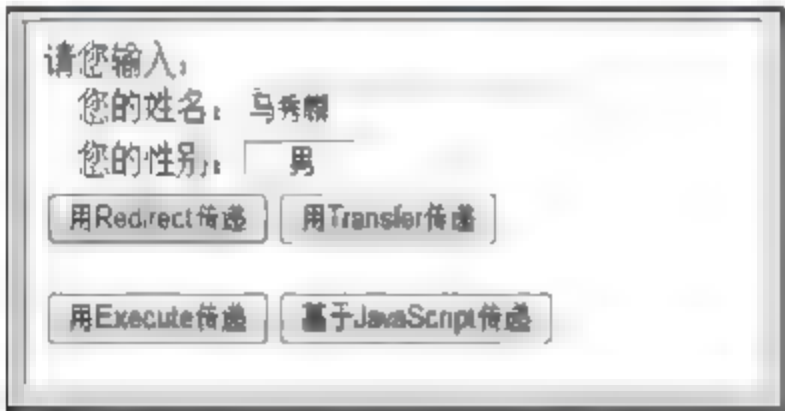 请您输入：
您的姓名： 马秀
您的性别： 男
用Redirect传递 用Transfer传递
用Execute传递 基于JavaScript传递